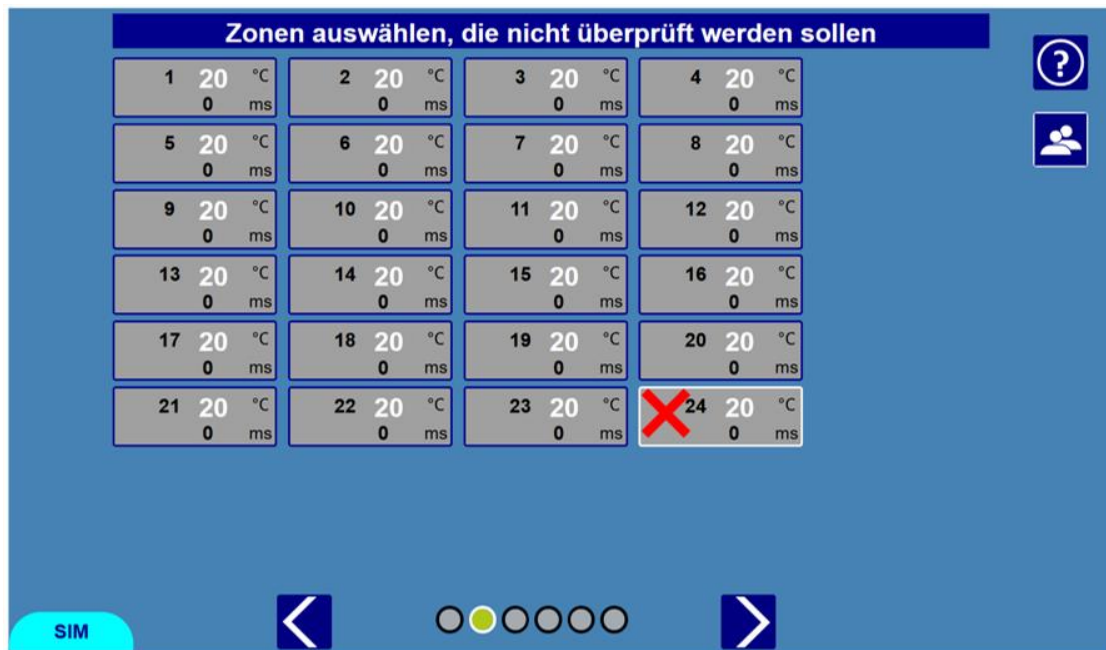 Zonen auswählen, die nicht überprüft werden sollen
?
1 20 °C 2 20 °C 3 20 °C 4 20 °C
0 ms 0 ms 0 ms 0 ms
5 20 °C 6 20 °C 7 20 °C 8 20 °C
0 ms 0 ms 0 ms 0 ms
9 20 °C 10 20 °C 11 20 °C 12 20 °C
0 ms 0 ms 0 ms 0 ms
13 20 °C 14 20 °C 15 20 °C 16 20 °C
0 ms 0 ms 0 ms 0 ms
17 20 °C 18 20 °C 19 20 °C 20 20 °C
0 ms 0 ms 0 ms 0 ms
21 20 °C 22 20 °C 23 20 °C 24 20 °C
0 ms 0 ms 0 ms 0 ms
SIM